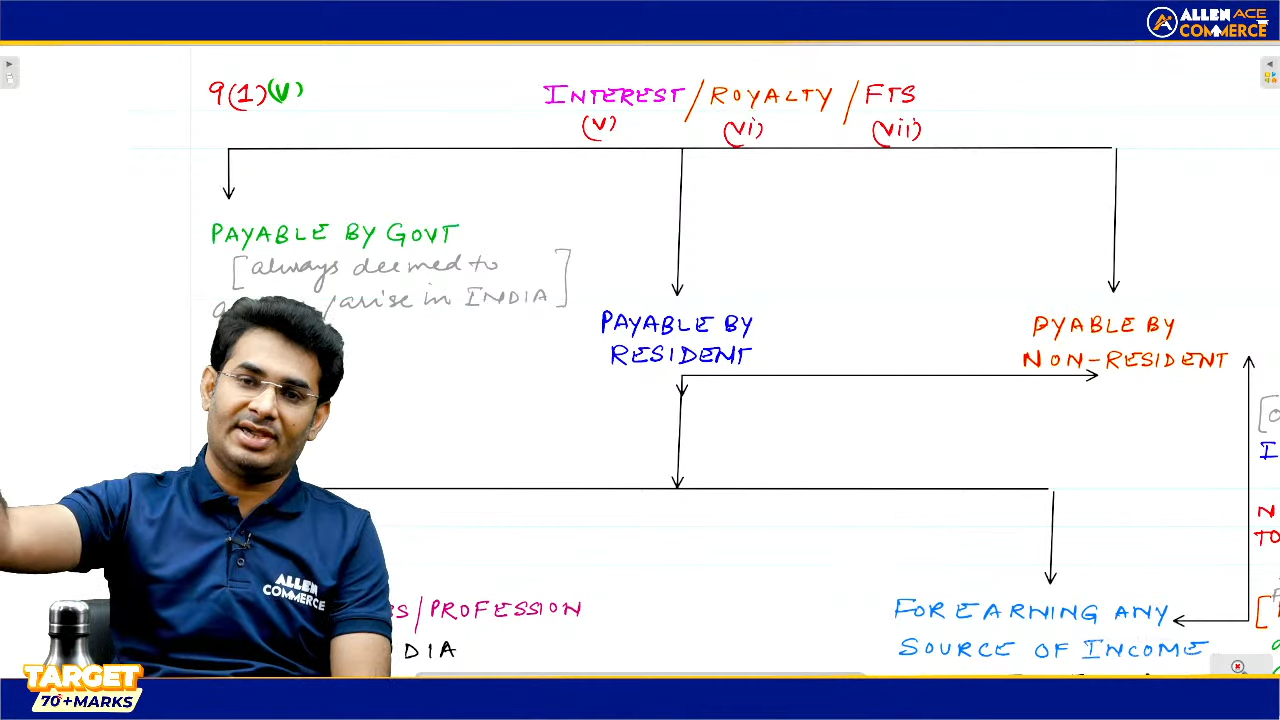 ALLEN ACE
COMMERCE
9(1)(v)
INTEREST/ROYALTY/FTS
(v) (vi) (vii)
PAYABLE BY GOVT
[always deemed to
/arise in INDIA]
PAYABLE BY
RESIDENT
PYABLE BY
NON-RESIDENT
I
N
TO
/PROFESSION
DIA
FOR EARNING ANY
SOURCE OF INCOME
ALLEN
COMMERCE
TARGET
70+MARKS